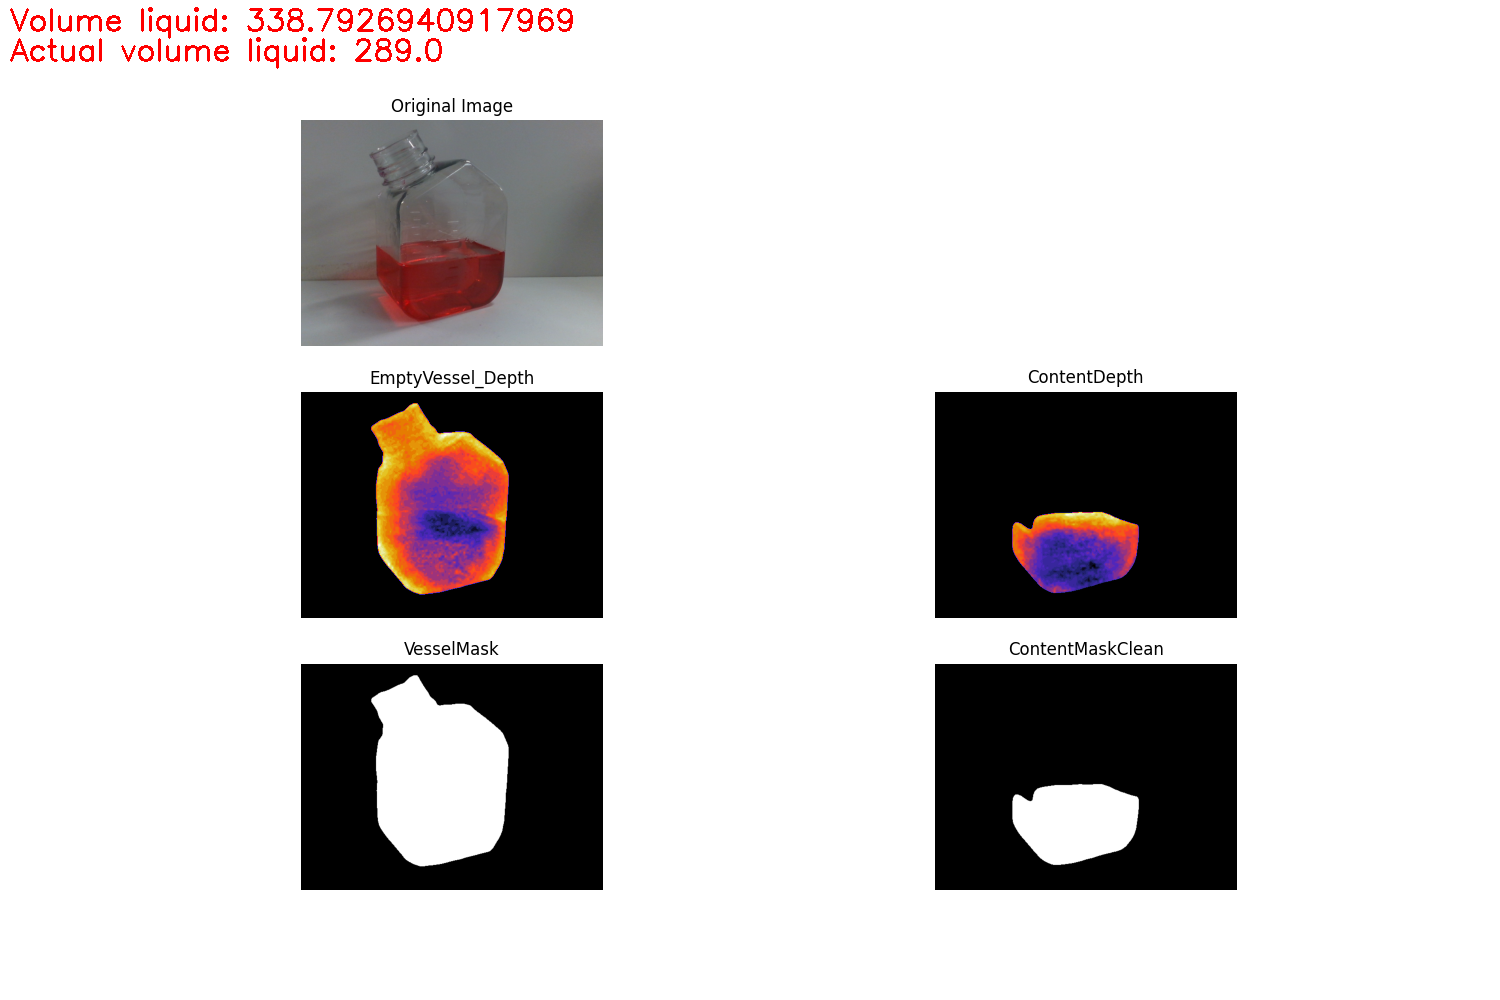 Volume liquid: 338.7926940917969
Actual volume liquid: 289.0
Original Image
EmptyVessel_Depth
ContentDepth
VesselMask
ContentMaskClean